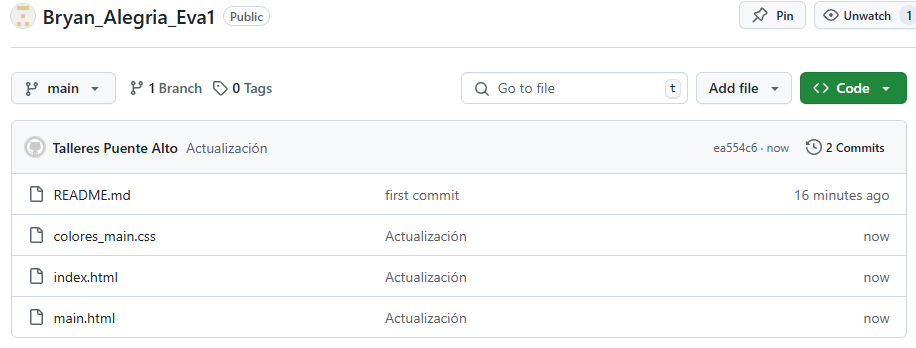 Bryan_Alegria_Eva1 Public Pin Unwatch 1
main 1 Branch 0 Tags Go to file t Add file Code
Talleres Puente Alto Actualización ea554c6 · now 2 Commits
README.md first commit 16 minutes ago
colores_main.css Actualización now
index.html Actualización now
main.html Actualización now